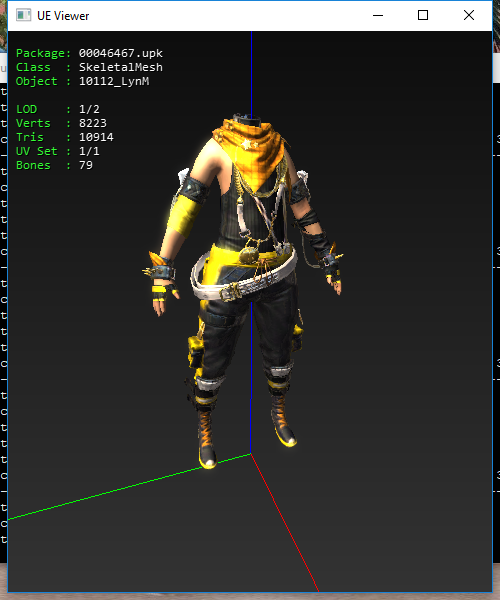 UE Viewer
Package: 00046467.upk
Class : SkeletalMesh
Object : 10112_LynM
LOD : 1/2
Verts : 8223
Tris : 10914
UV Set : 1/1
Bones : 79